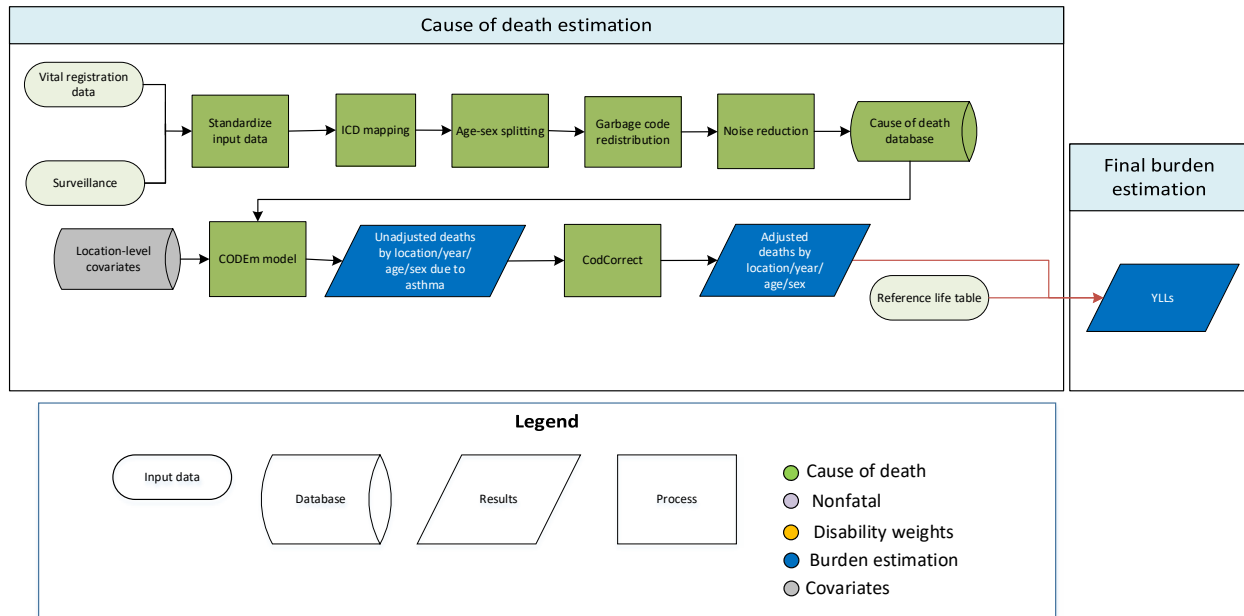 Cause of death estimation
Vital registration
data
Surveillance
Standardize
input data
ICD mapping
Age-sex splitting
Garbage code
redistribution
Noise reduction
Cause of death
database
Location-level
covariates
CODEm model
Unadjusted deaths
by location/year/
age/sex due to
asthma
CodCorrect
Adjusted
deaths by
location/year/
age/sex
Reference life table
Final burden
estimation
YLLs
Legend
Input data
Database
Results
Process
Cause of death
Nonfatal
Disability weights
Burden estimation
Covariates